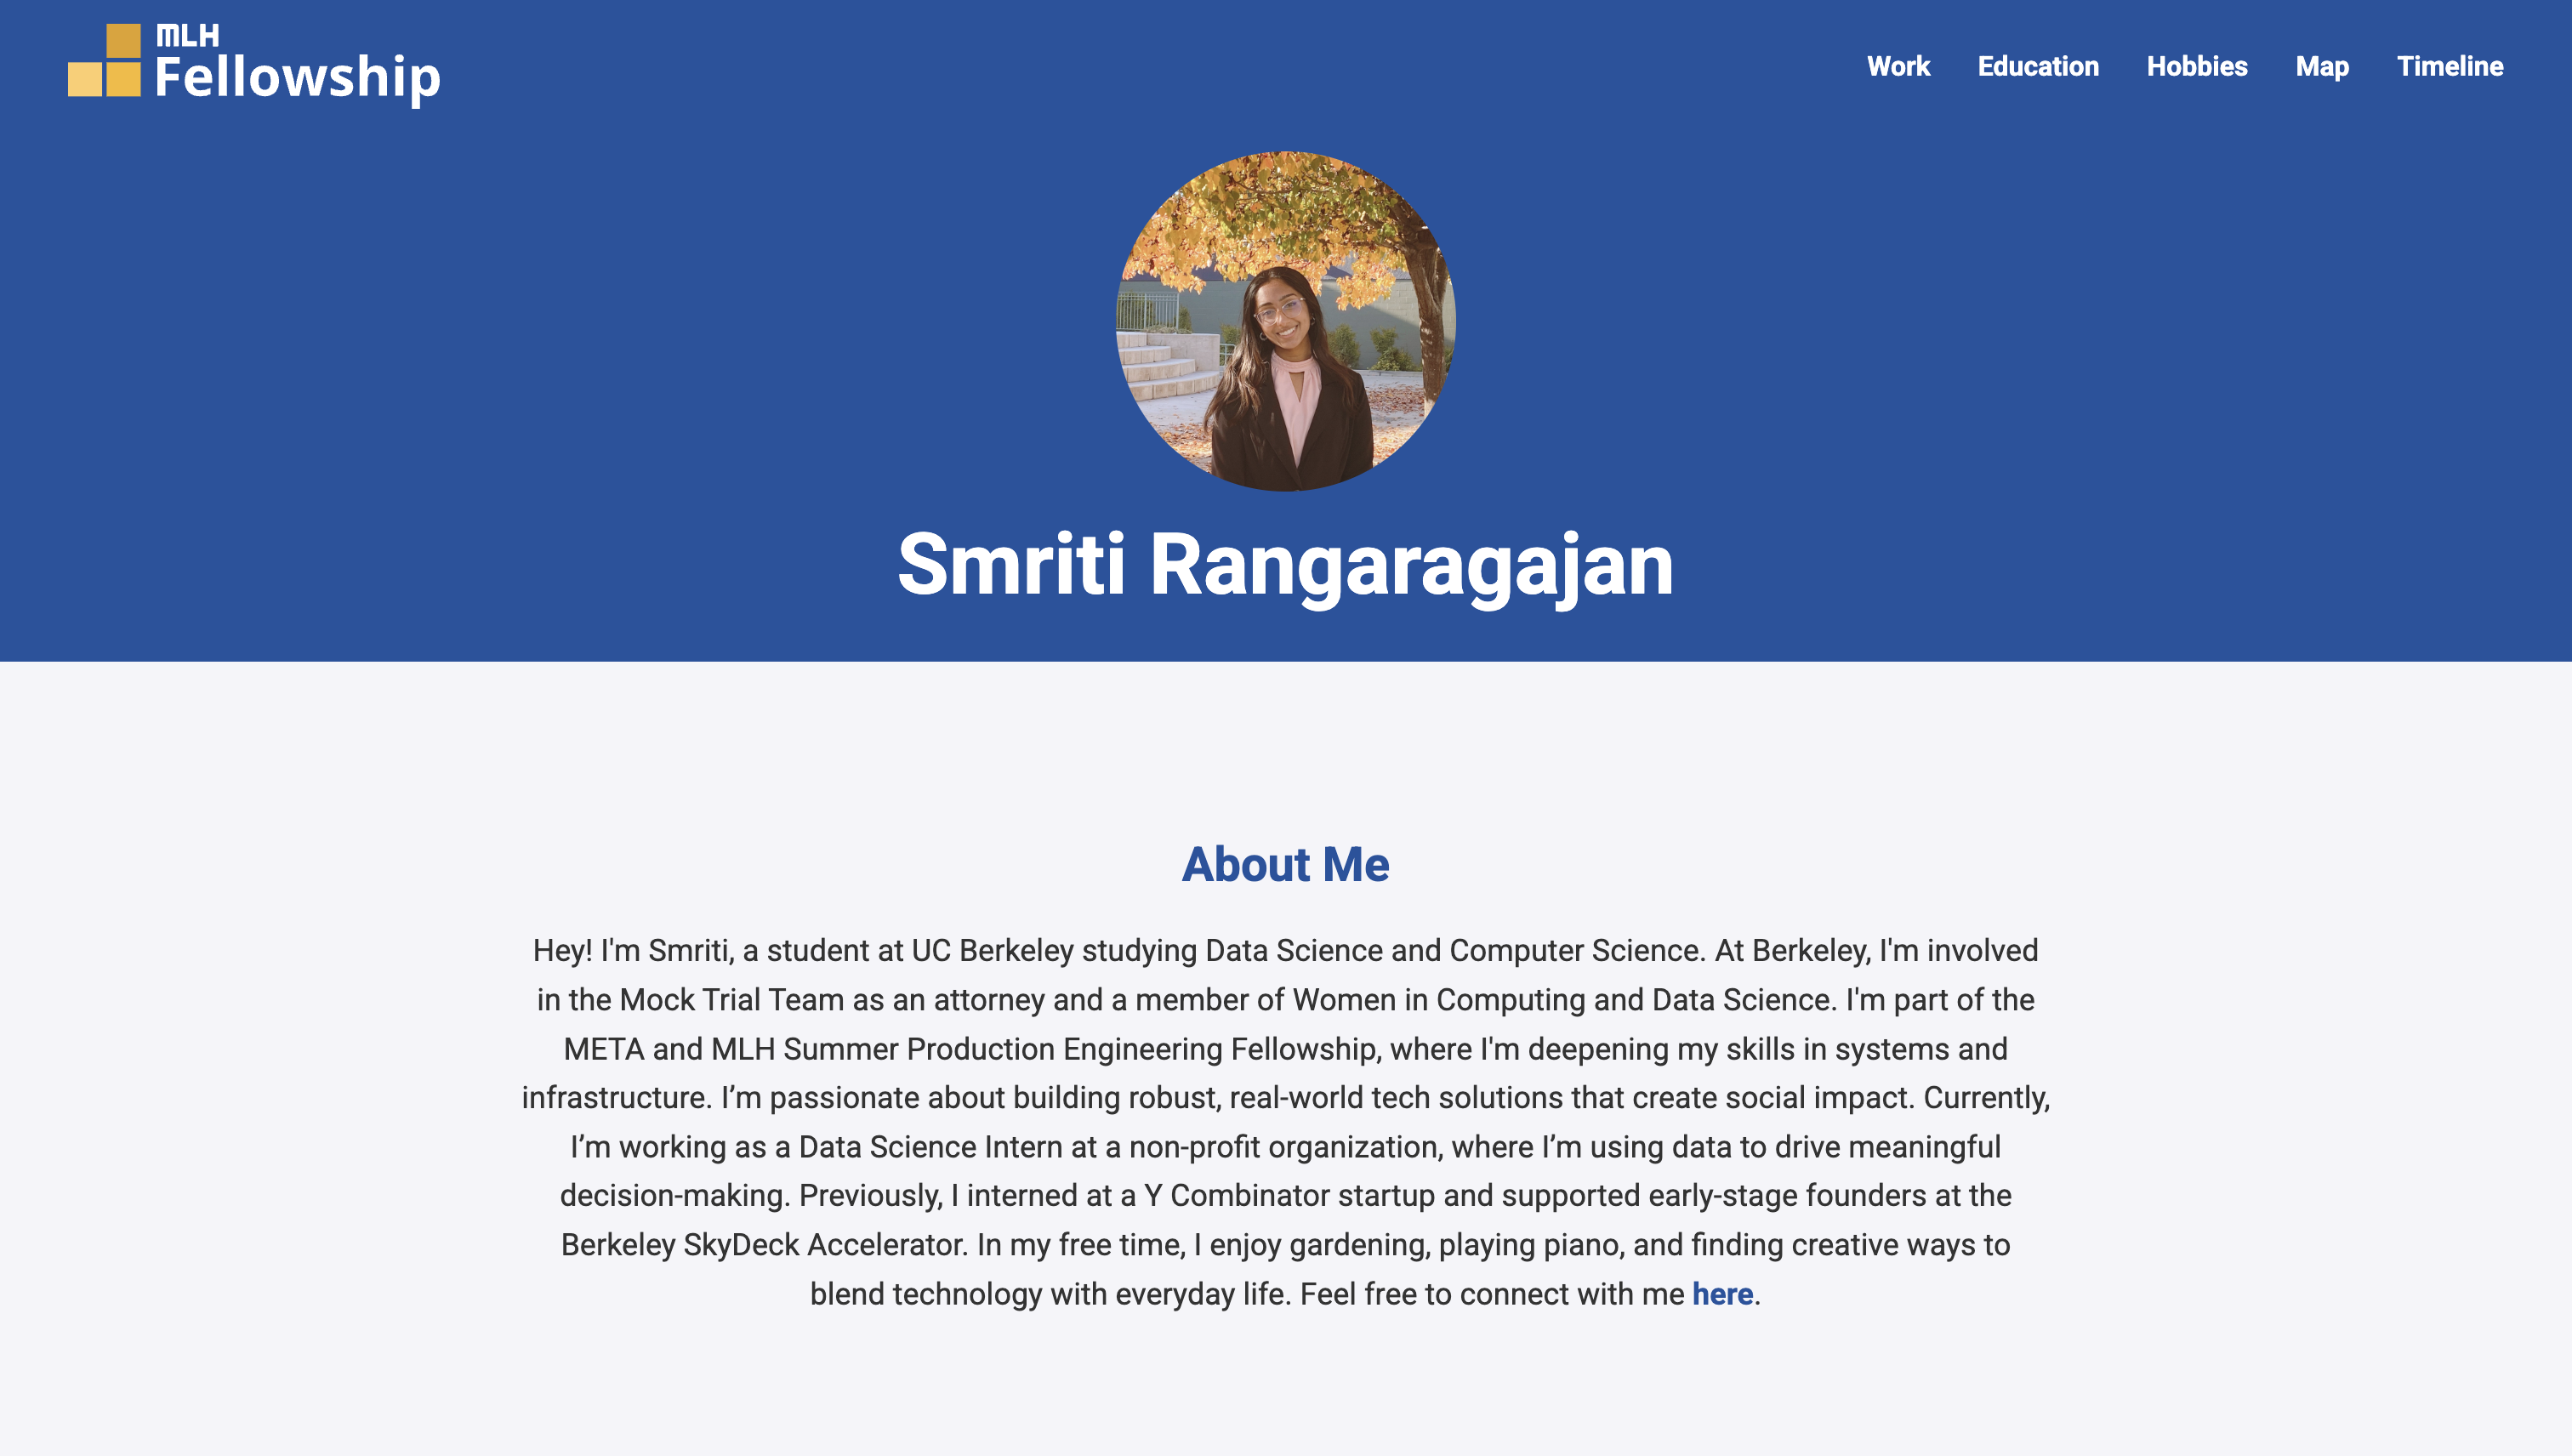 MLH
Fellowship
Work Education Hobbies Map Timeline
Smriti Rangaragajan
About Me
Hey! I'm Smriti, a student at UC Berkeley studying Data Science and Computer Science. At Berkeley, I'm involved
in the Mock Trial Team as an attorney and a member of Women in Computing and Data Science. I'm part of the
META and MLH Summer Production Engineering Fellowship, where I'm deepening my skills in systems and
infrastructure. I’m passionate about building robust, real-world tech solutions that create social impact. Currently,
I’m working as a Data Science Intern at a non-profit organization, where I’m using data to drive meaningful
decision-making. Previously, I interned at a Y Combinator startup and supported early-stage founders at the
Berkeley SkyDeck Accelerator. In my free time, I enjoy gardening, playing piano, and finding creative ways to
blend technology with everyday life. Feel free to connect with me here.